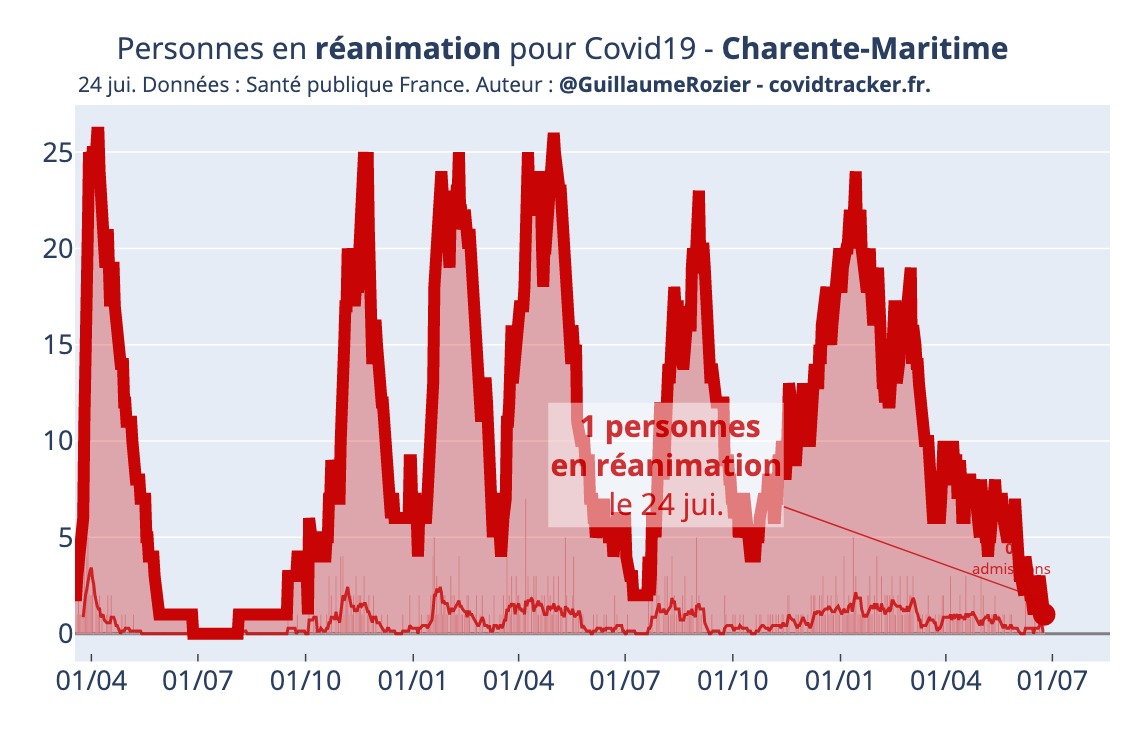 Personnes en réanimation pour Covid19 - Charente-Maritime
24 jui. Données : Santé publique France. Auteur : @GuillaumeRozier - covidtracker.fr.
25
20
15
10
5
0
1 personnes
en réanimation
le 24 jui.
0
admissions
01/04 01/07 01/10 01/01 01/04 01/07 01/10 01/01 01/04 01/07